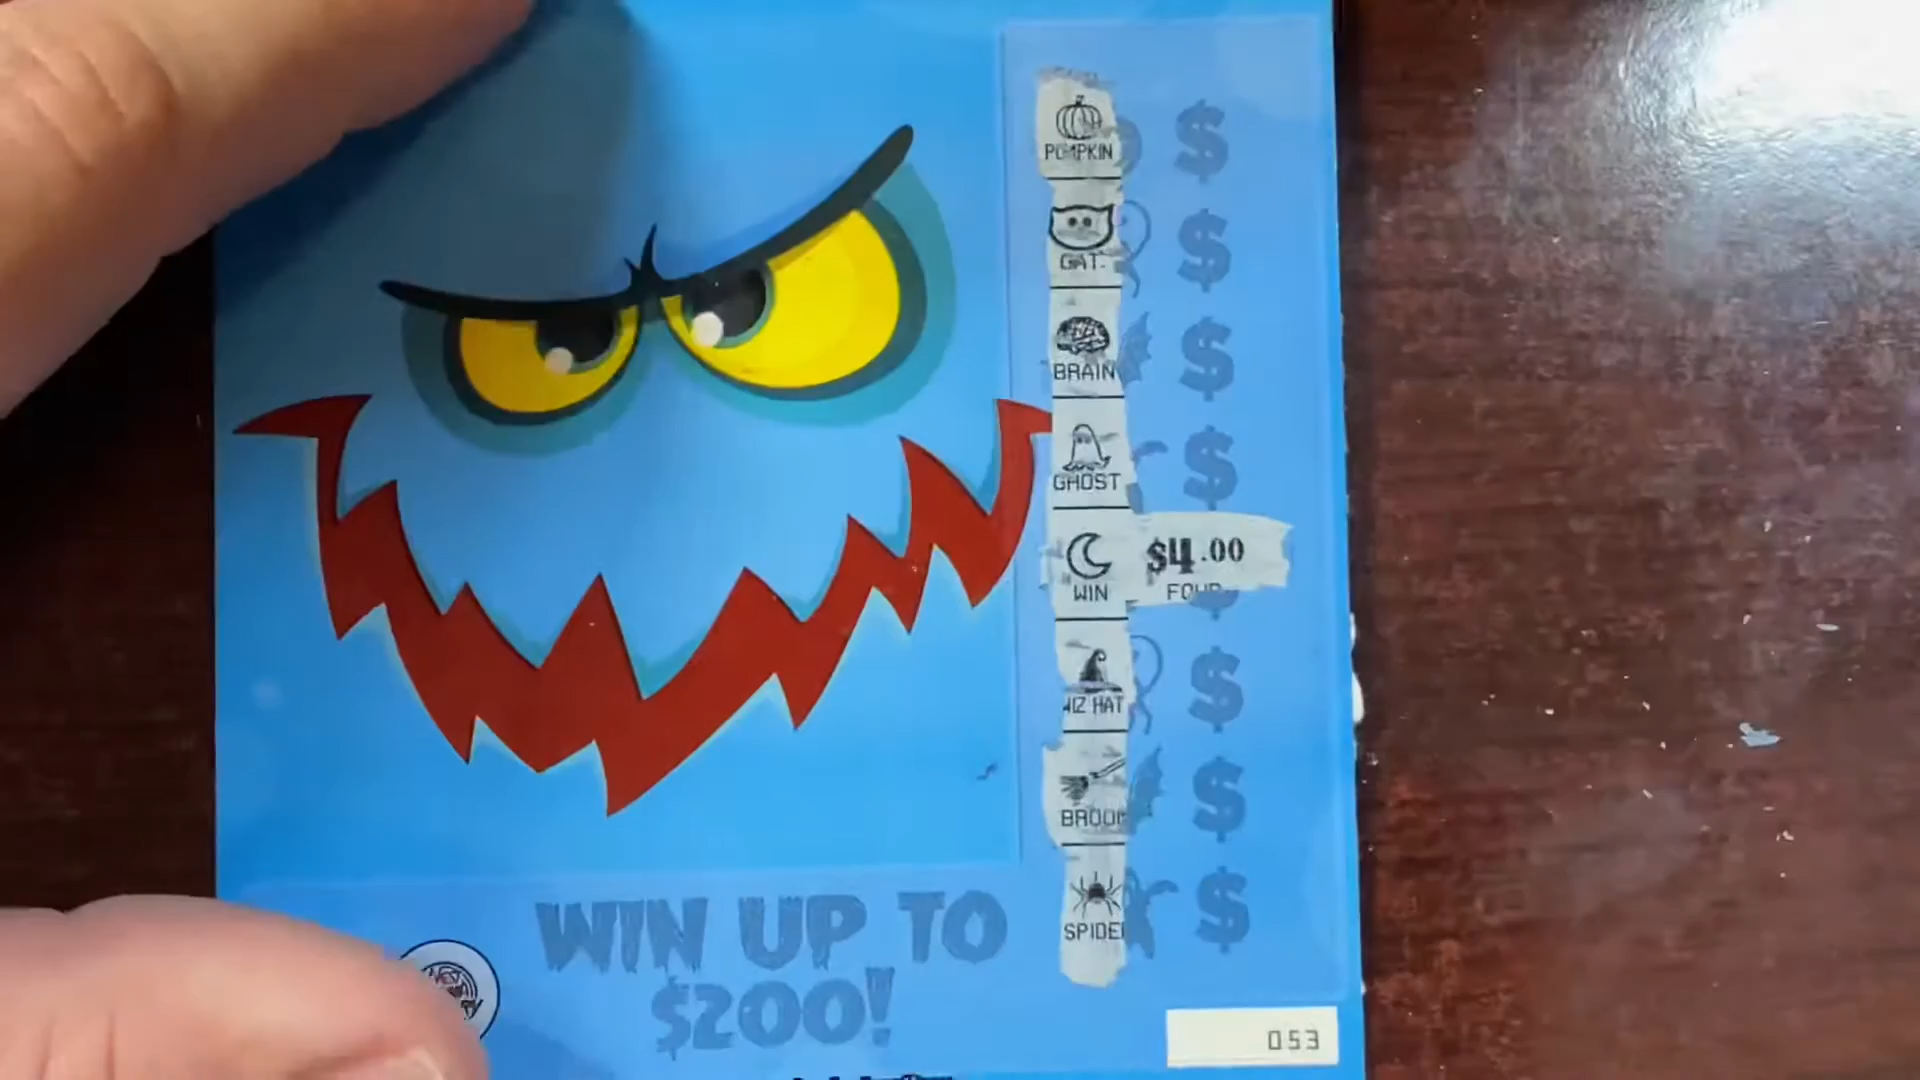 PUMPKIN
CAT
BRAIN
GHOST
WIN
$4.00
FOUR
WIZ HAT
BROOM
SPIDER
$
$
$
$
$
$
$
WIN UP TO
$200!
053